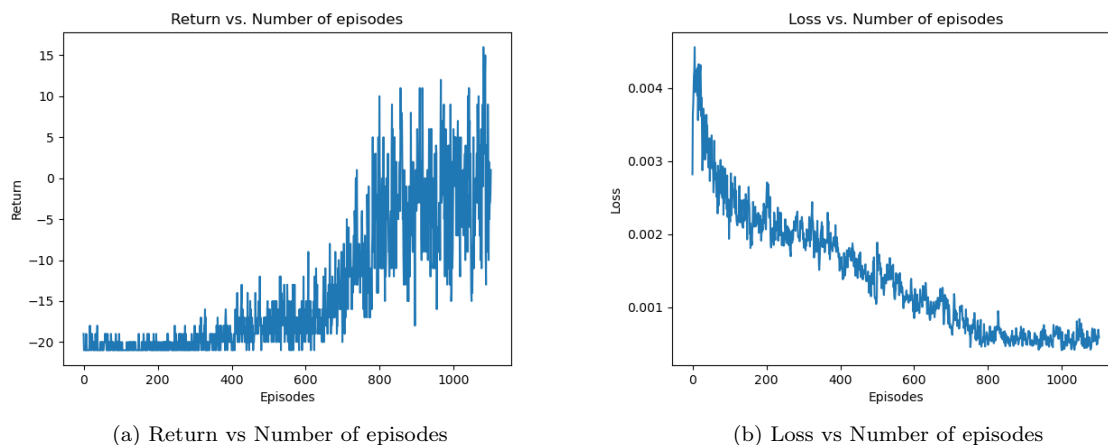 Return vs. Number of episodes
15
10
5
0
−5
−10
−15
−20
Return
0 200 400 600 800 1000
Episodes
(a) Return vs Number of episodes
Loss vs. Number of episodes
0.004
0.003
0.002
0.001
Loss
0 200 400 600 800 1000
Episodes
(b) Loss vs Number of episodes